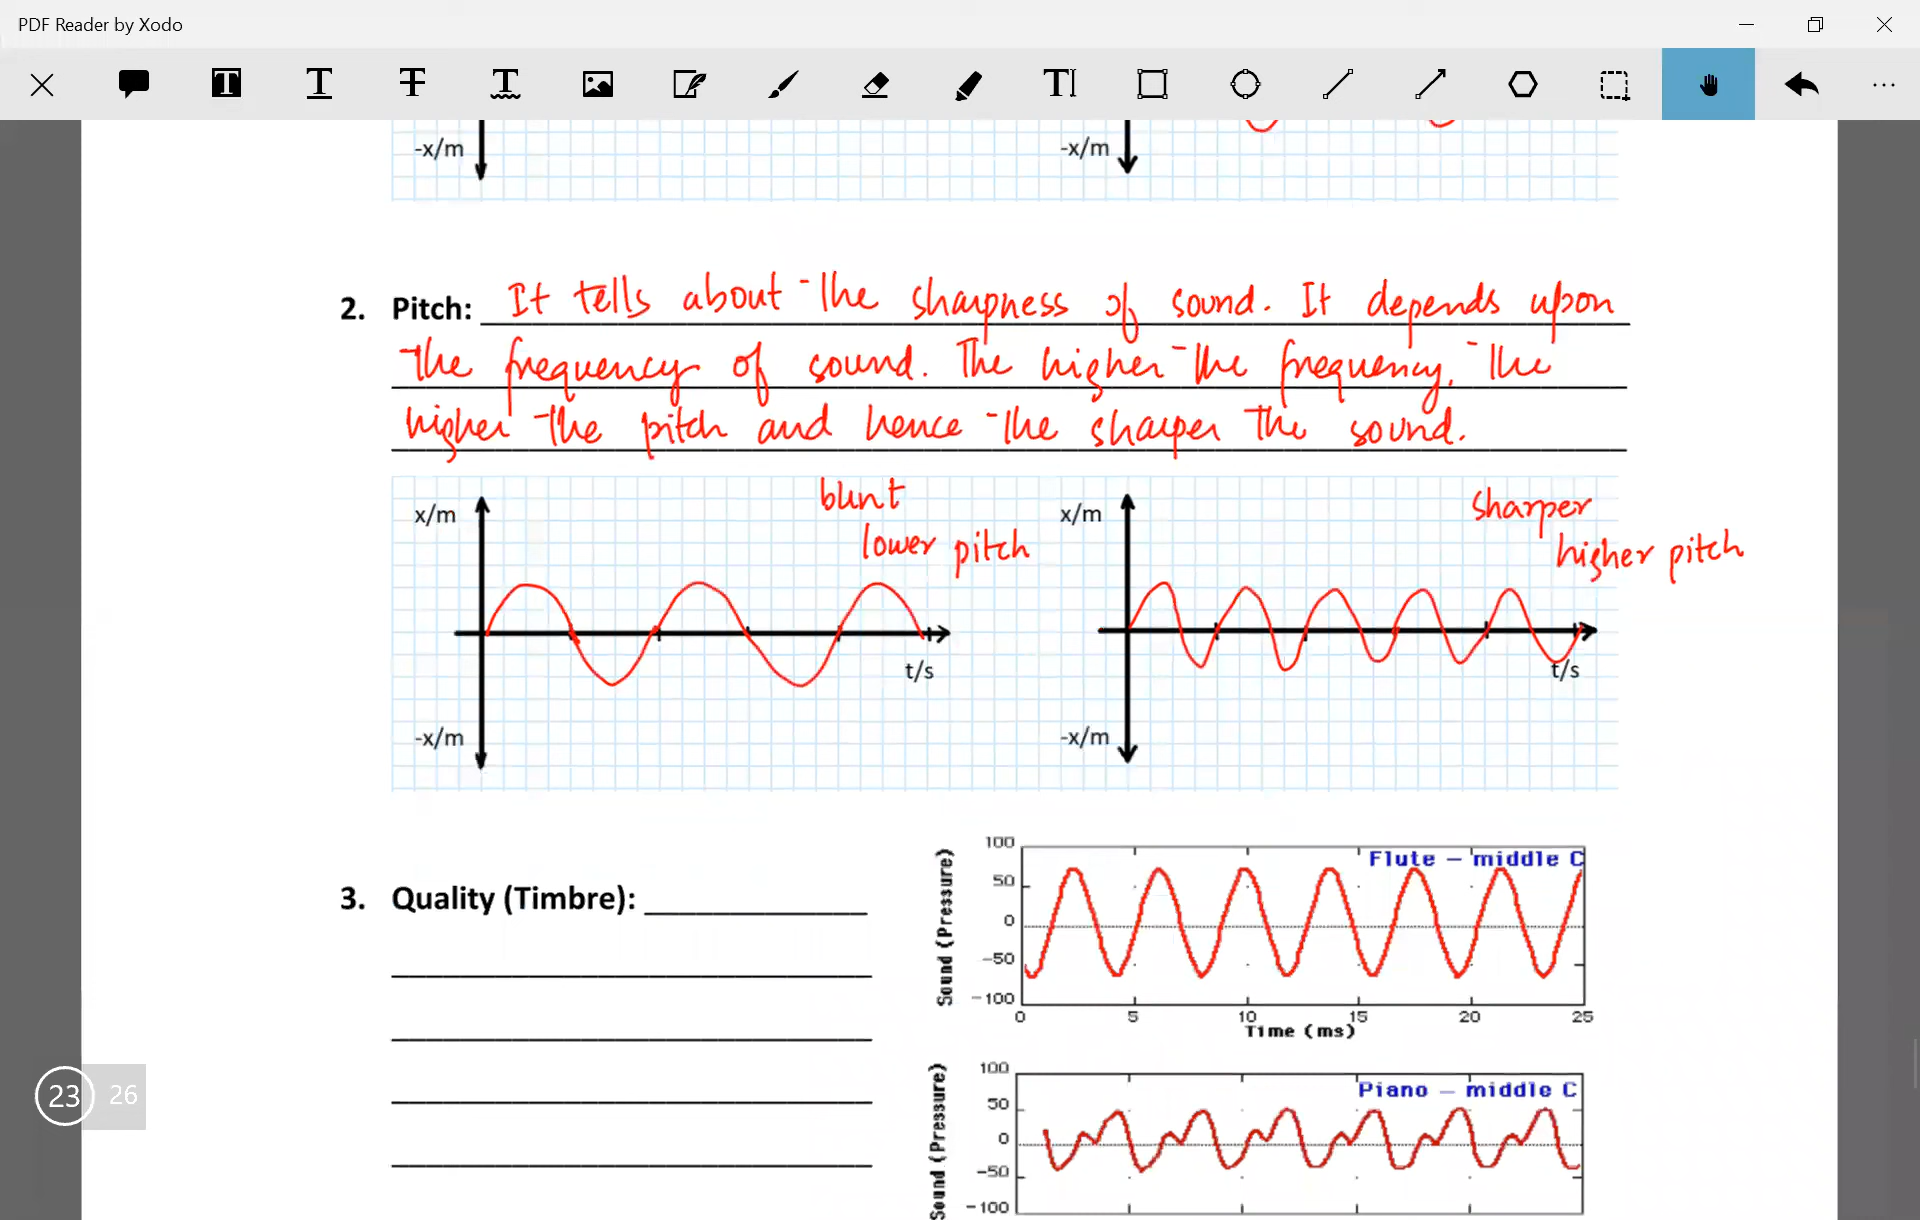 PDF Reader by Xodo
-x/m
-x/m
2. Pitch: It tells about the sharpness of sound. It depends upon
the frequency of sound. The higher the frequency, the
higher the pitch and hence the sharper the sound.
x/m
blunt
lower pitch
t/s
-x/m
x/m
sharper
higher pitch
t/s
-x/m
3. Quality (Timbre):
Flute – middle C
Sound (Pressure)
100
50
0
-50
-100
0 5 10 15 20 25
Time (ms)
Piano – middle C
Sound (Pressure)
100
50
0
-50
-100
23 26